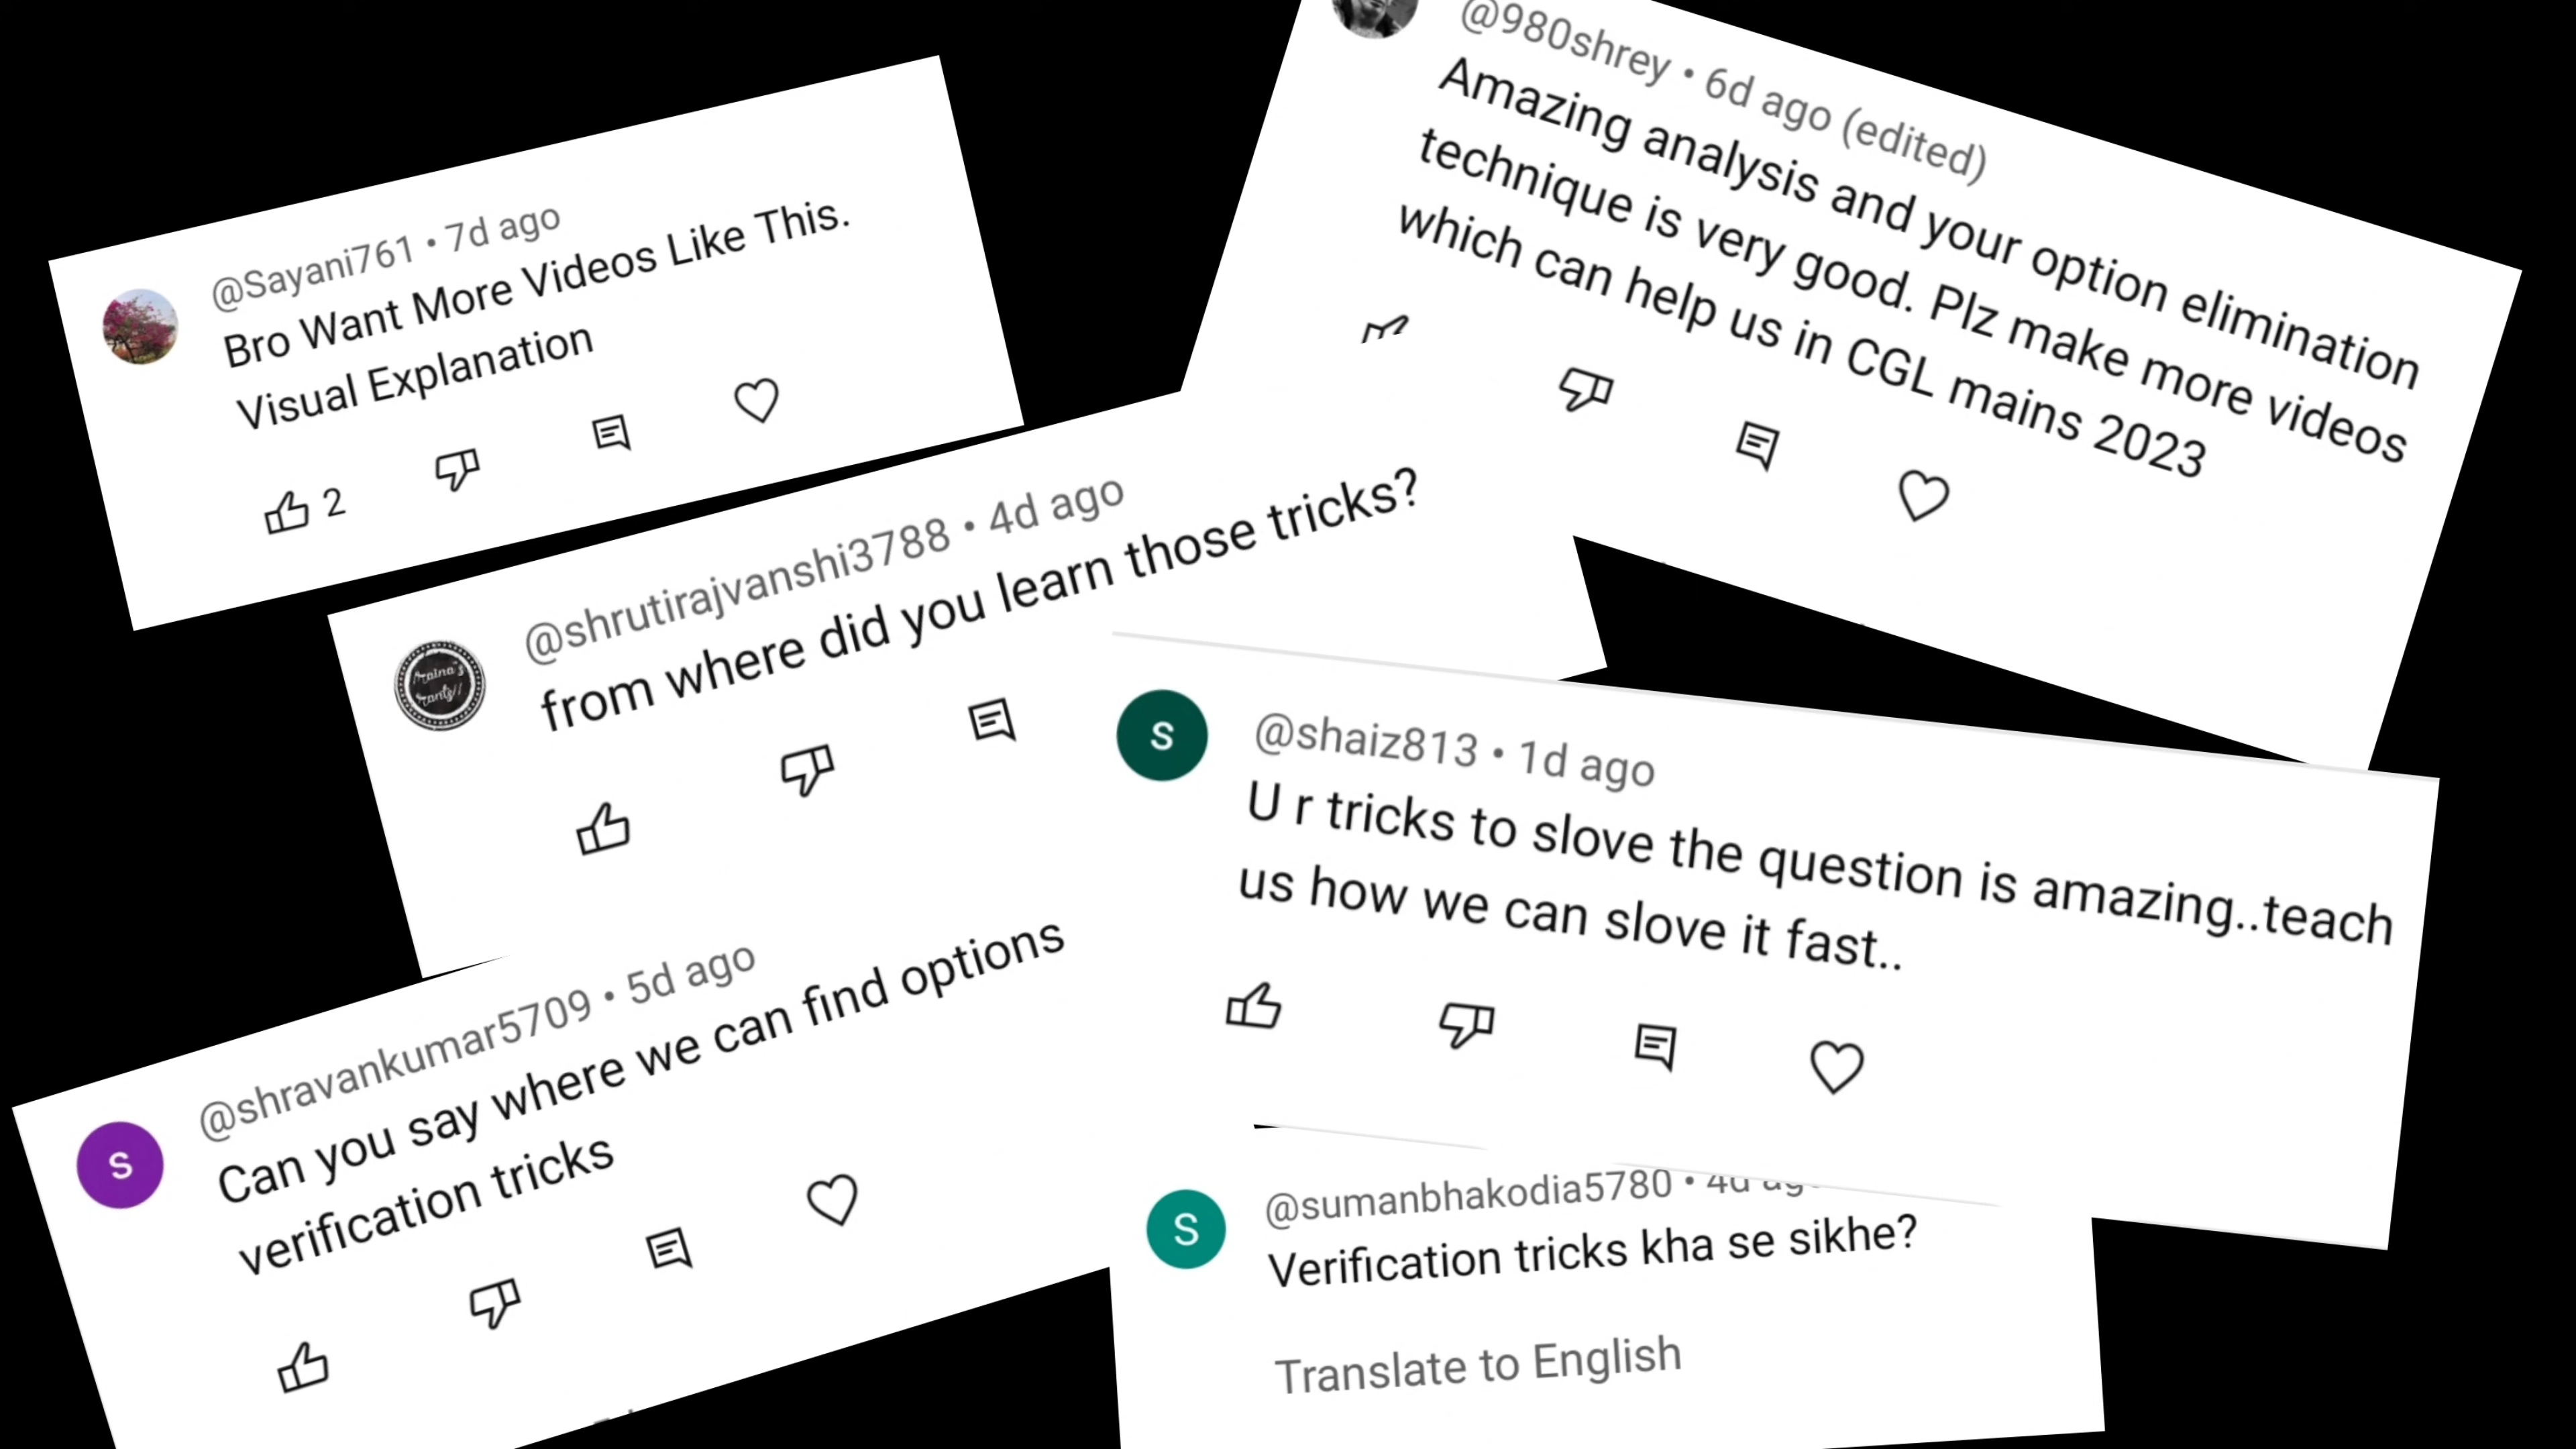 @Sayani761 • 7d ago
Bro Want More Videos Like This.
Visual Explanation
2
@980shrey • 6d ago (edited)
Amazing analysis and your option elimination
technique is very good. Plz make more videos
which can help us in CGL mains 2023
@shrutirajvanshi3788 • 4d ago
from where did you learn those tricks?
S
@shaiz813 • 1d ago
U r tricks to slove the question is amazing..teach
us how we can slove it fast..
S
@shravankumar5709 • 5d ago
Can you say where we can find options
verification tricks
S
@sumanbhakodia5780 • 4d ago
Verification tricks kha se sikhe?
Translate to English